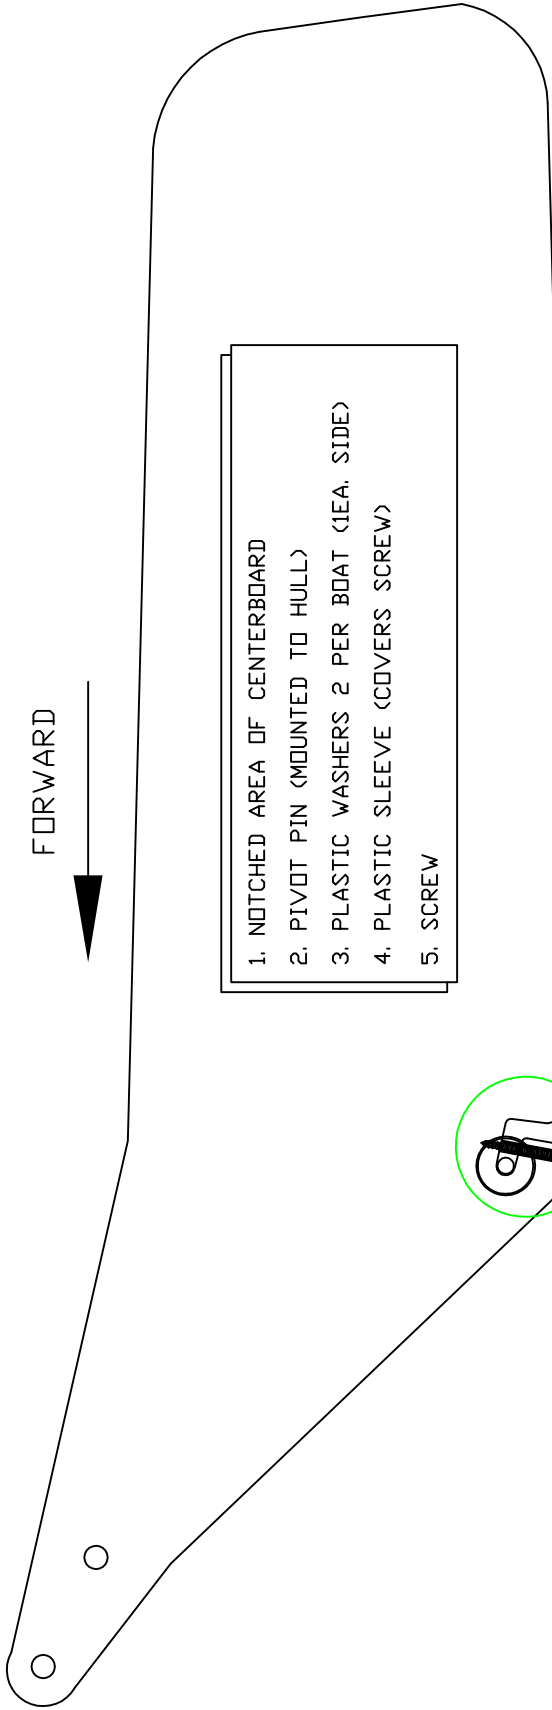 FORWARD
1. NOTCHED AREA OF CENTERBOARD
2. PIVOT PIN (MOUNTED TO HULL)
3. PLASTIC WASHERS 2 PER BOAT (1EA. SIDE)
4. PLASTIC SLEEVE (COVERS SCREW)
5. SCREW